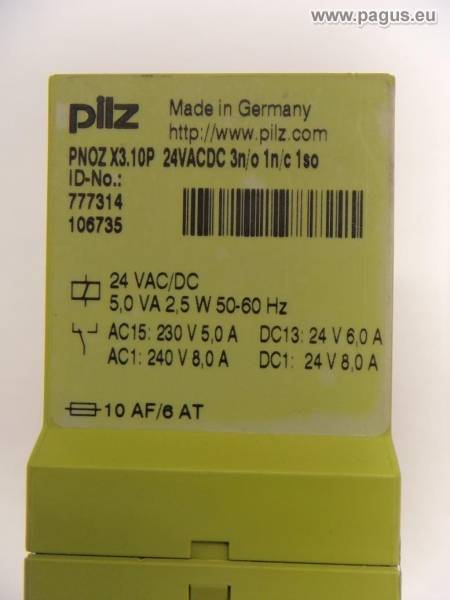 www.pagus.eu
pilz
Made in Germany
http://www.pilz.com
PNOZ X3.10P 24VACDC 3n/o 1n/c 1so
ID-No.:
777314
106735
24 VAC/DC
5,0 VA 2,5 W 50-60 Hz
AC15: 230 V 5,0 A DC13: 24 V 6,0 A
AC1: 240 V 8,0 A DC1: 24 V 8,0 A
10 AF/6 AT